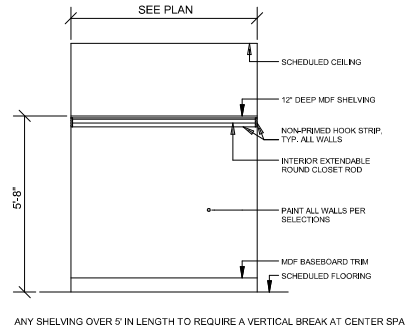 SEE PLAN
SCHEDULED CEILING
12" DEEP MDF SHELVING
NON-PRIMED HOOK STRIP,
TYP. ALL WALLS
INTERIOR EXTENDABLE
ROUND CLOSET ROD
5'-8"
PAINT ALL WALLS PER
SELECTIONS
MDF BASEBOARD TRIM
SCHEDULED FLOORING
ANY SHELVING OVER 5' IN LENGTH TO REQUIRE A VERTICAL BREAK AT CENTER SPA